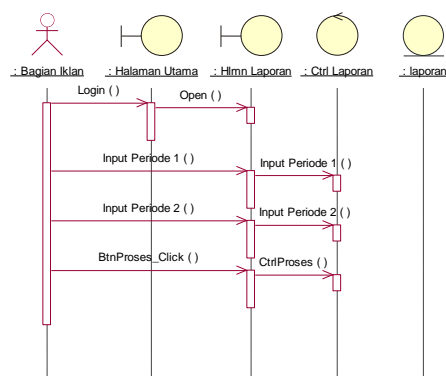 : Bagian Iklan
: Halaman Utama
: Hlmn Laporan
: Ctrl Laporan
: laporan
Login ( )
Open ( )
Input Periode 1 ( )
Input Periode 1 ( )
Input Periode 2 ( )
Input Periode 2 ( )
BtnProses_Click ( )
CtrlProses ( )